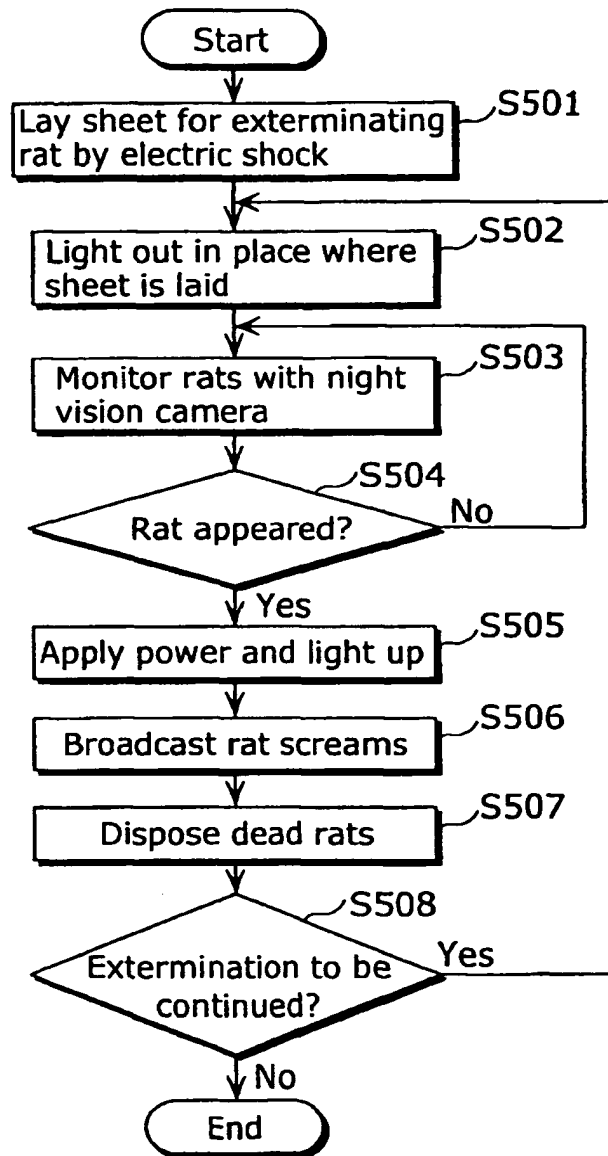 Start
S501
Lay sheet for exterminating
rat by electric shock
S502
Light out in place where
sheet is laid
S503
Monitor rats with night
vision camera
S504
Rat appeared?
No
Yes
S505
Apply power and light up
S506
Broadcast rat screams
S507
Dispose dead rats
S508
Extermination to be
continued?
Yes
No
End